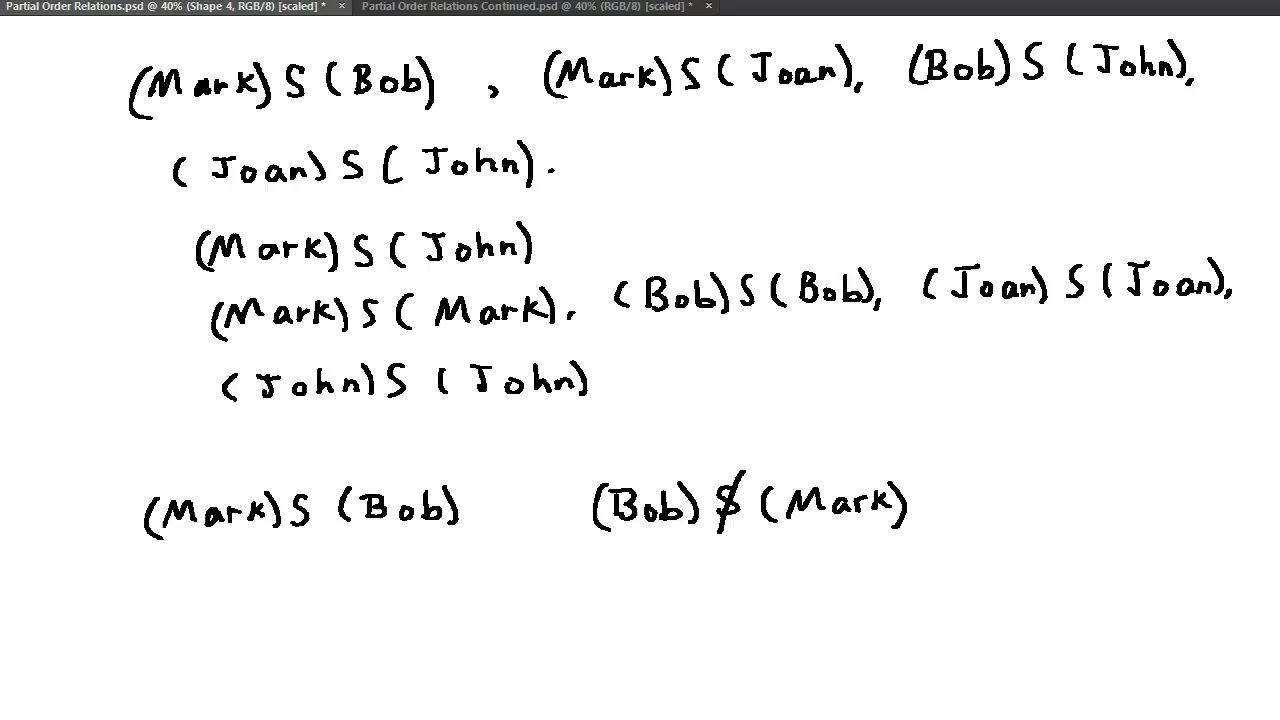 Partial Order Relations.psd @ 40% (Shape 4, RGB/8) [scaled] * × Partial Order Relations Continued.psd @ 40% (RGB/8) [scaled] * ×
(Mark) S (Bob) , (Mark) S (Joan), (Bob) S (John),
(Joan) S (John).
(Mark) S (John)
(Mark) S (Mark), (Bob) S (Bob), (Joan) S (Joan),
(John) S (John)
(Mark) S (Bob) (Bob) $̸ (Mark)